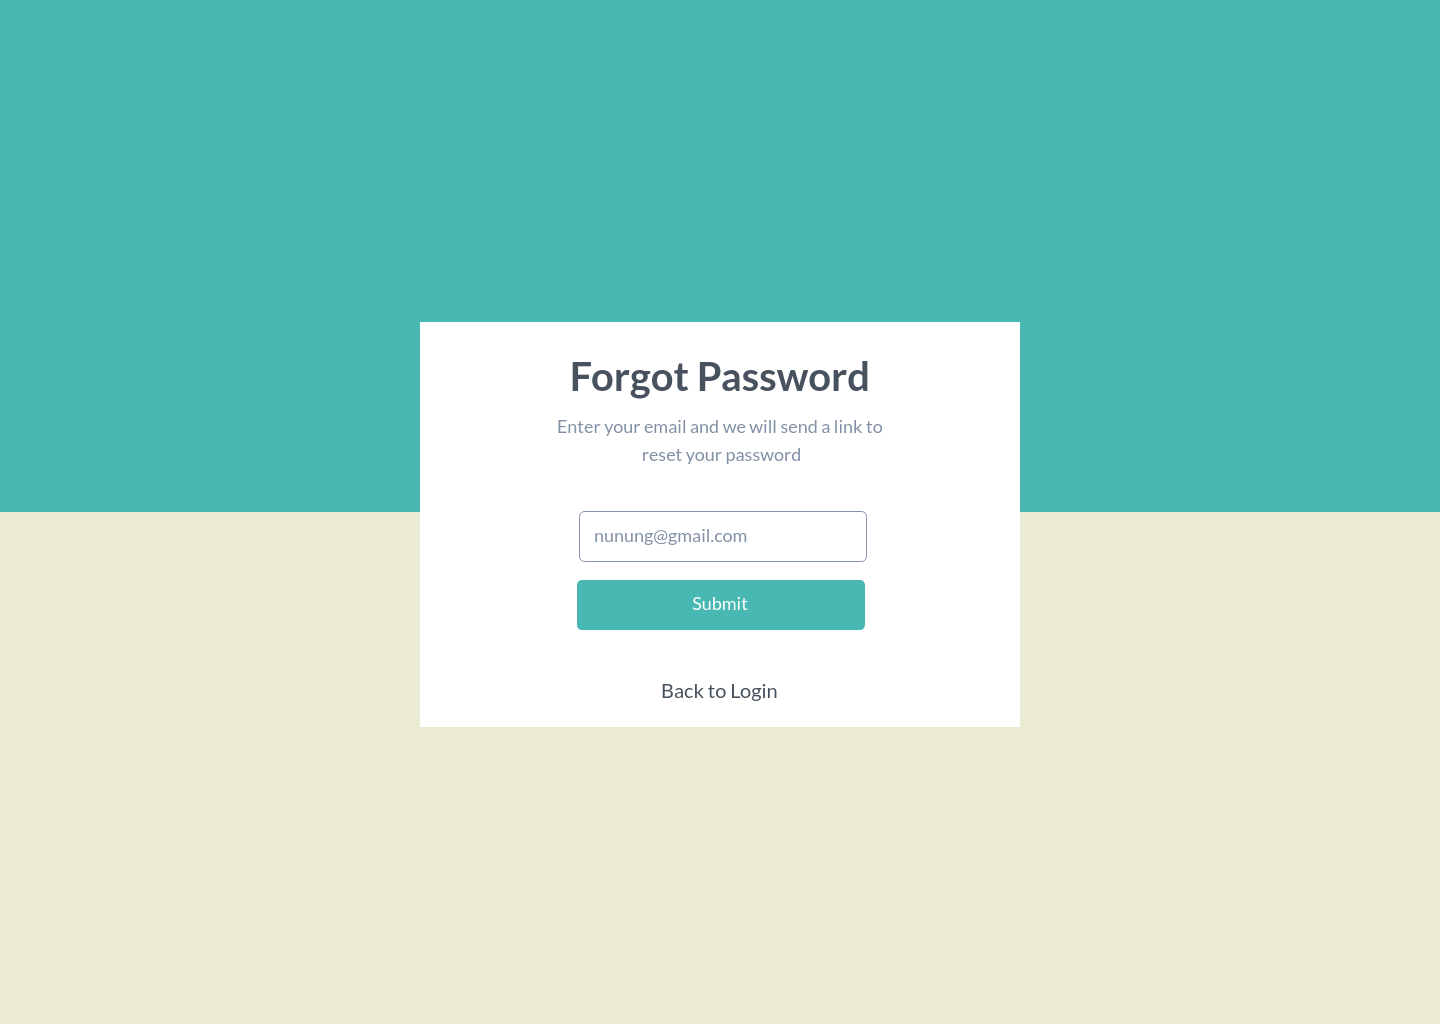 Forgot Password
Enter your email and we will send a link to
reset your password
nunung@gmail.com
Submit
Back to Login